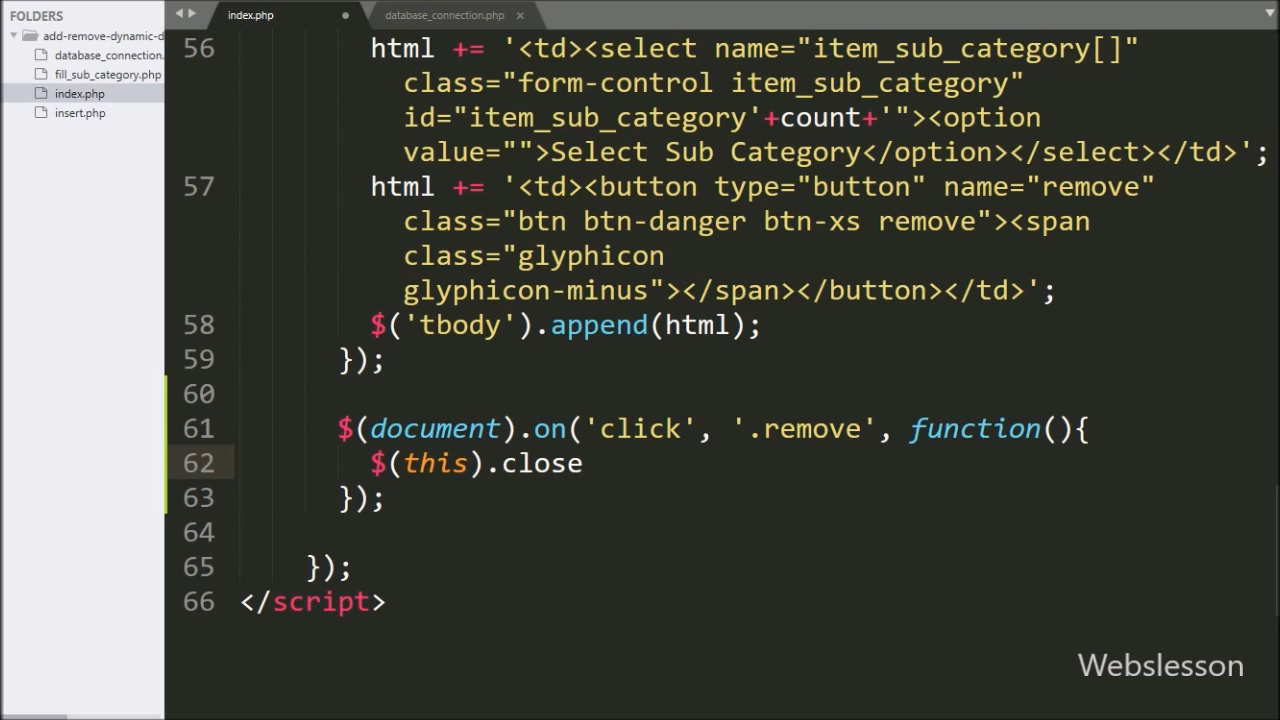 FOLDERS
add-remove-dynamic-d
database_connection.
fill_sub_category.php
index.php
insert.php
index.php
database_connection.php
56 html += '<td><select name="item_sub_category[]"
class="form-control item_sub_category"
id="item_sub_category'+count+'"><option
value="">Select Sub Category</option></select></td>';
57 html += '<td><button type="button" name="remove"
class="btn btn-danger btn-xs remove"><span
class="glyphicon
glyphicon-minus"></span></button></td>';
58 $('tbody').append(html);
59 });
60
61 $(document).on('click', '.remove', function(){
62 $(this).close
63 });
64
65 });
66 </script>
Webslesson